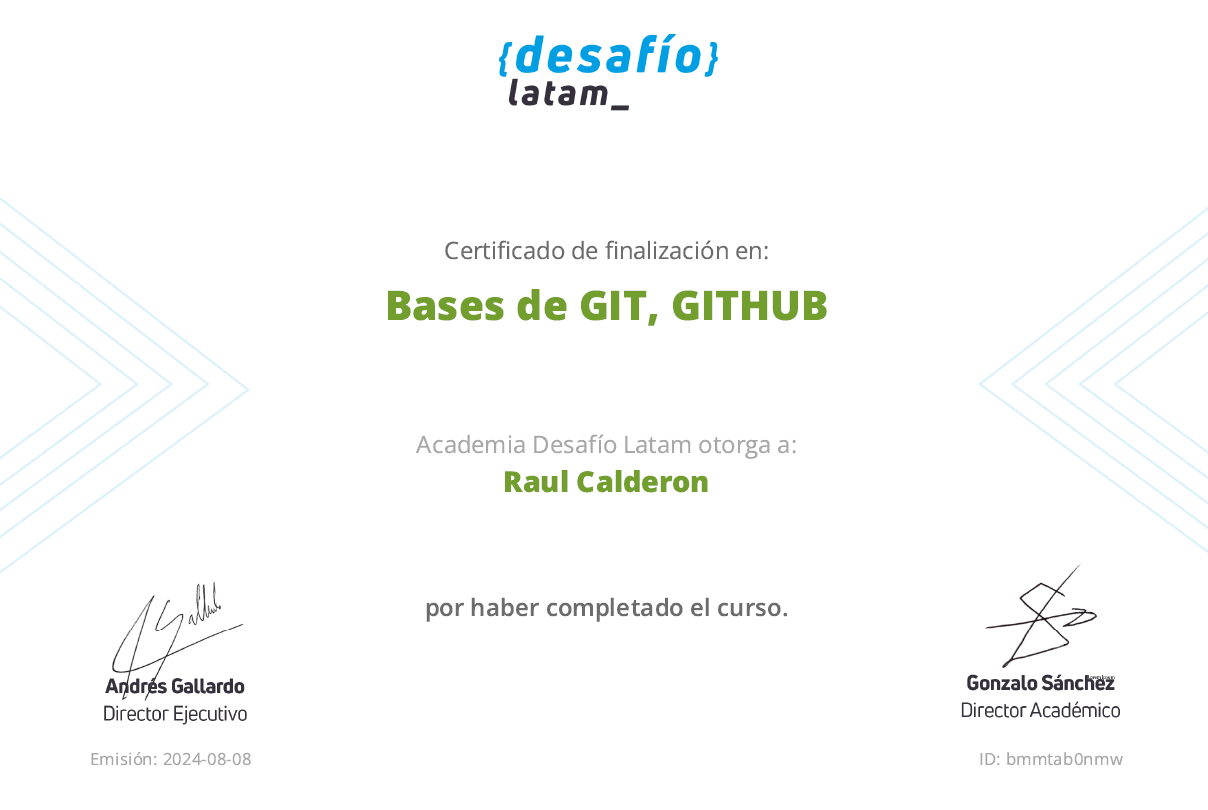 {desafío}
latam_
Certificado de finalización en:
Bases de GIT, GITHUB
Academia Desafío Latam otorga a:
Raul Calderon
por haber completado el curso.
Andrés Gallardo
Director Ejecutivo
Gonzalo Sánchez
Director Académico
Emisión: 2024-08-08
ID: bmmtab0nmw